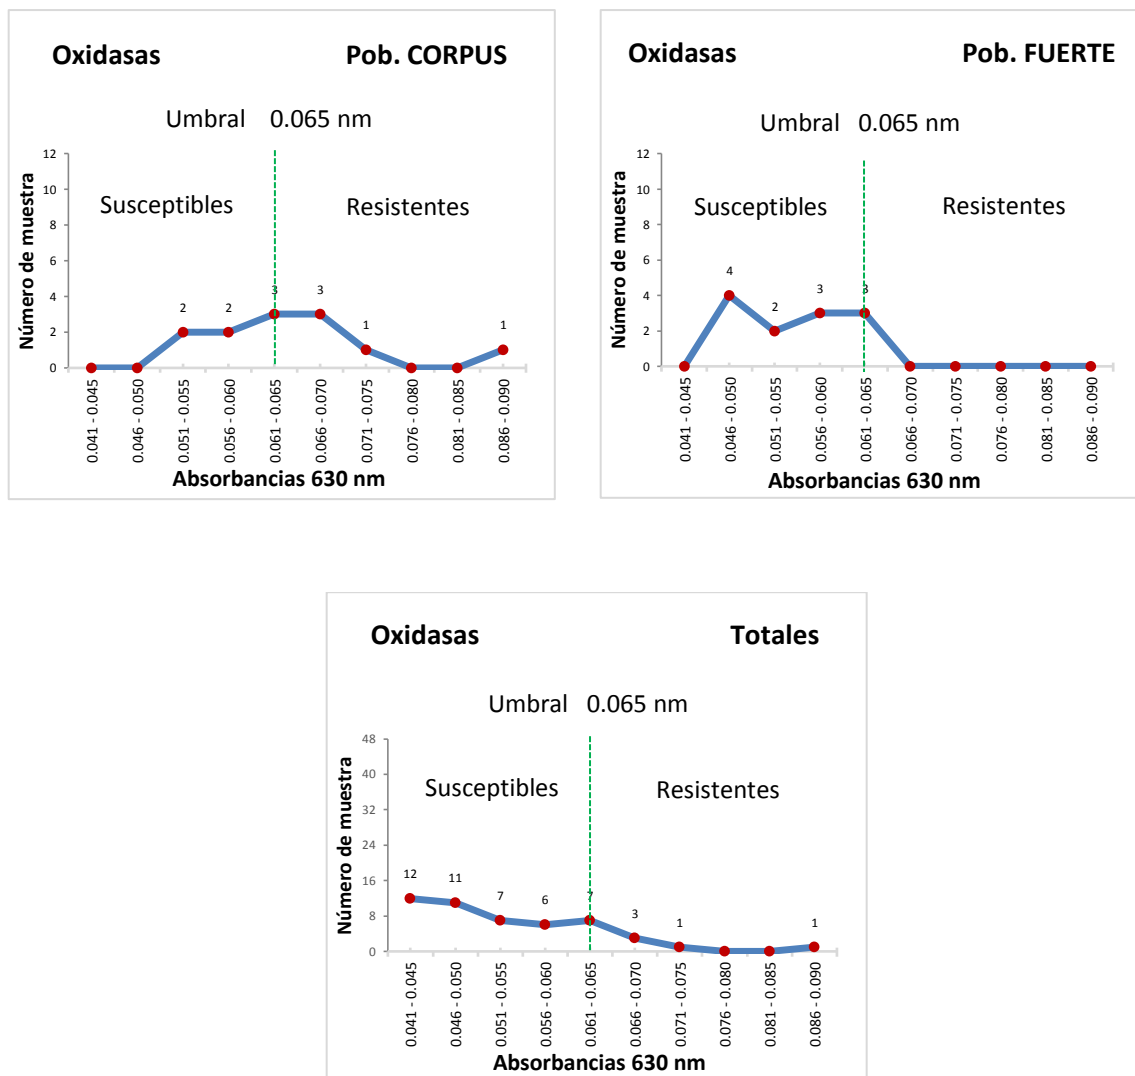 Oxidasas Pob. CORPUS
Umbral 0.065 nm
12
10
8
6
4
2
0
Número de muestra
Susceptibles Resistentes
2 2 3 3 1 1
0.041 - 0.045
0.046 - 0.050
0.051 - 0.055
0.056 - 0.060
0.061 - 0.065
0.066 - 0.070
0.071 - 0.075
0.076 - 0.080
0.081 - 0.085
0.086 - 0.090
Absorbancias 630 nm
Oxidasas Pob. FUERTE
Umbral 0.065 nm
12
10
8
6
4
2
0
Número de muestra
Susceptibles Resistentes
4 2 3 3
0.041 - 0.045
0.046 - 0.050
0.051 - 0.055
0.056 - 0.060
0.061 - 0.065
0.066 - 0.070
0.071 - 0.075
0.076 - 0.080
0.081 - 0.085
0.086 - 0.090
Absorbancias 630 nm
Oxidasas Totales
Umbral 0.065 nm
48
40
32
24
16
8
0
Número de muestra
Susceptibles Resistentes
12 11 7 6 7 3 1 1
0.041 - 0.045
0.046 - 0.050
0.051 - 0.055
0.056 - 0.060
0.061 - 0.065
0.066 - 0.070
0.071 - 0.075
0.076 - 0.080
0.081 - 0.085
0.086 - 0.090
Absorbancias 630 nm